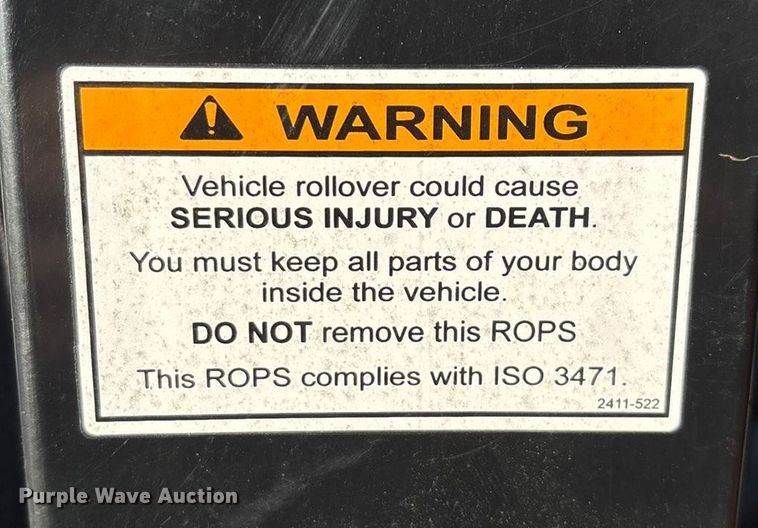 WARNING
Vehicle rollover could cause
SERIOUS INJURY or DEATH.
You must keep all parts of your body
inside the vehicle.
DO NOT remove this ROPS
This ROPS complies with ISO 3471.
2411-522
Purple Wave Auction